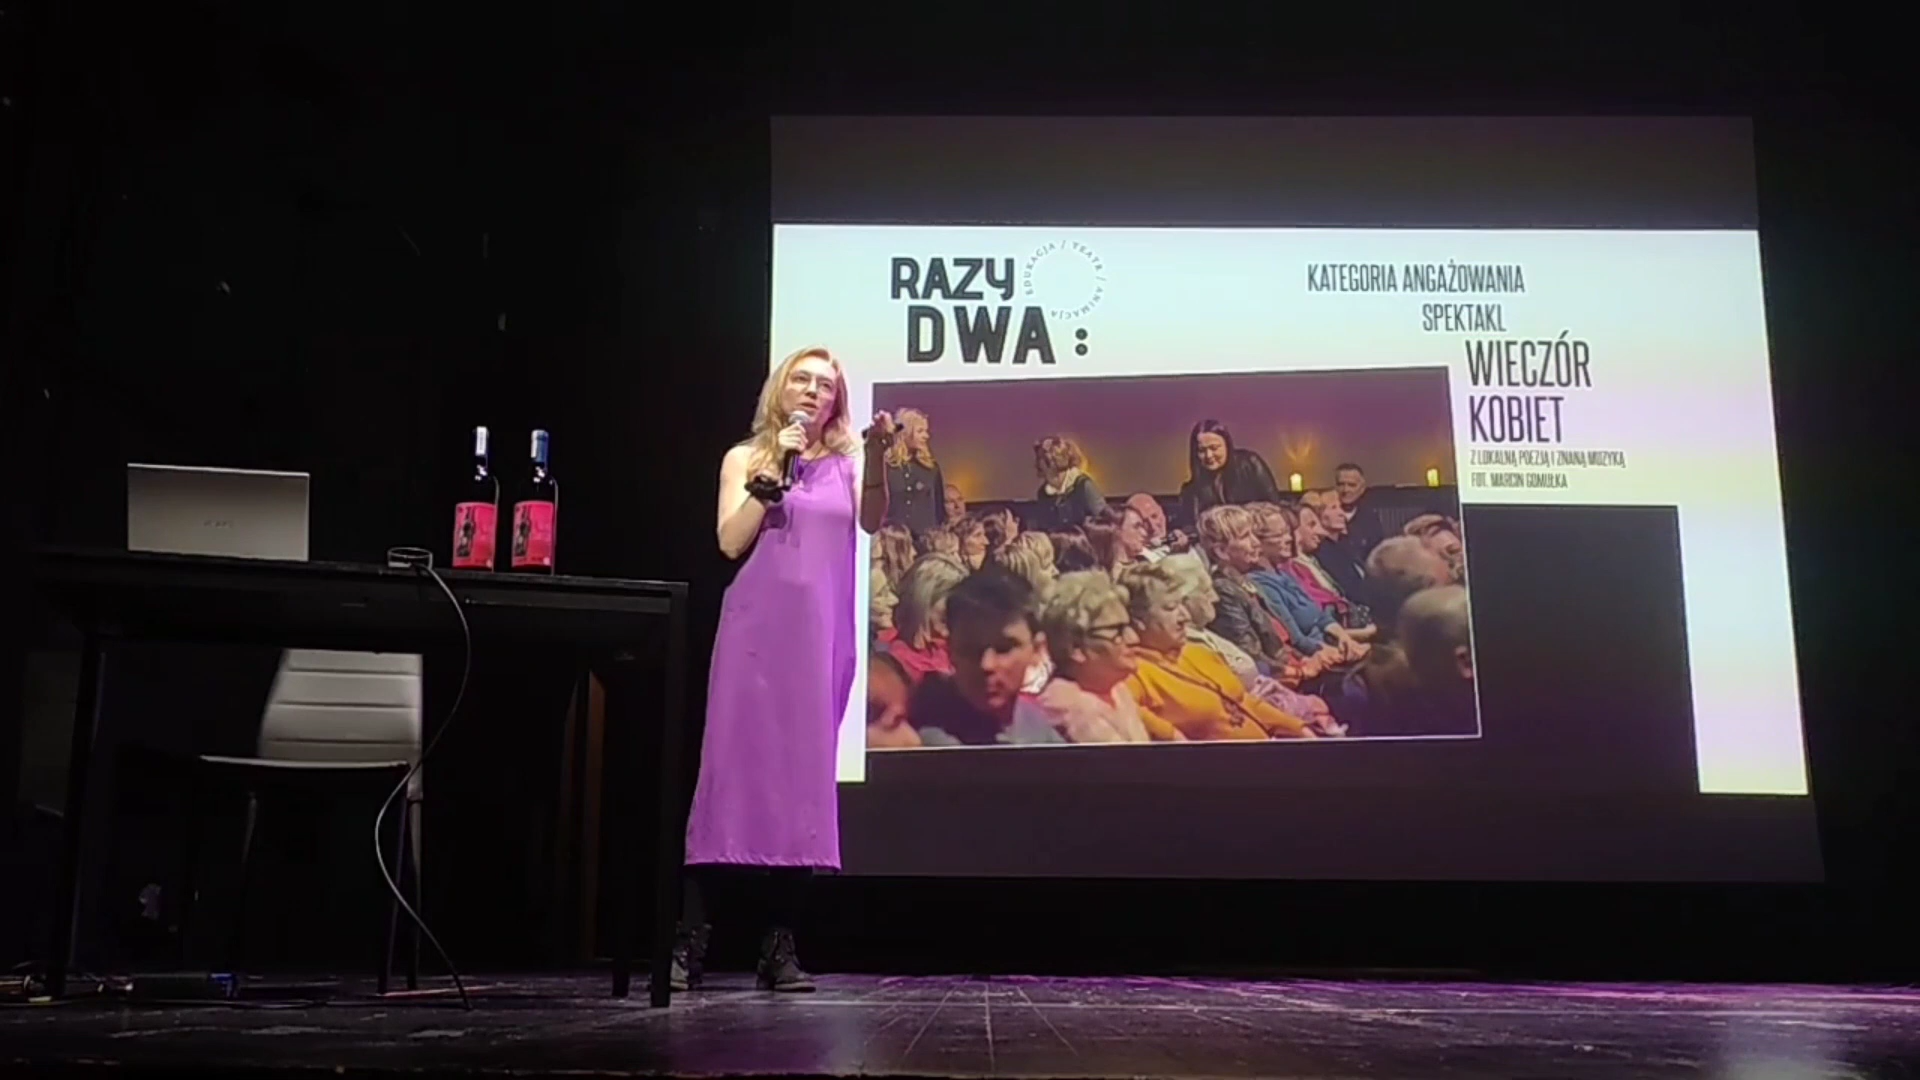 RAZY
DWA :
EDUKACJA / TEATR / ANIMACJA
KATEGORIA ANGAŻOWANIA
SPEKTAKL
WIECZÓR
KOBIET
Z LOKALNĄ POEZJĄ I ZNANĄ MUZYKĄ
FOT. MARCIN GOMUŁKA